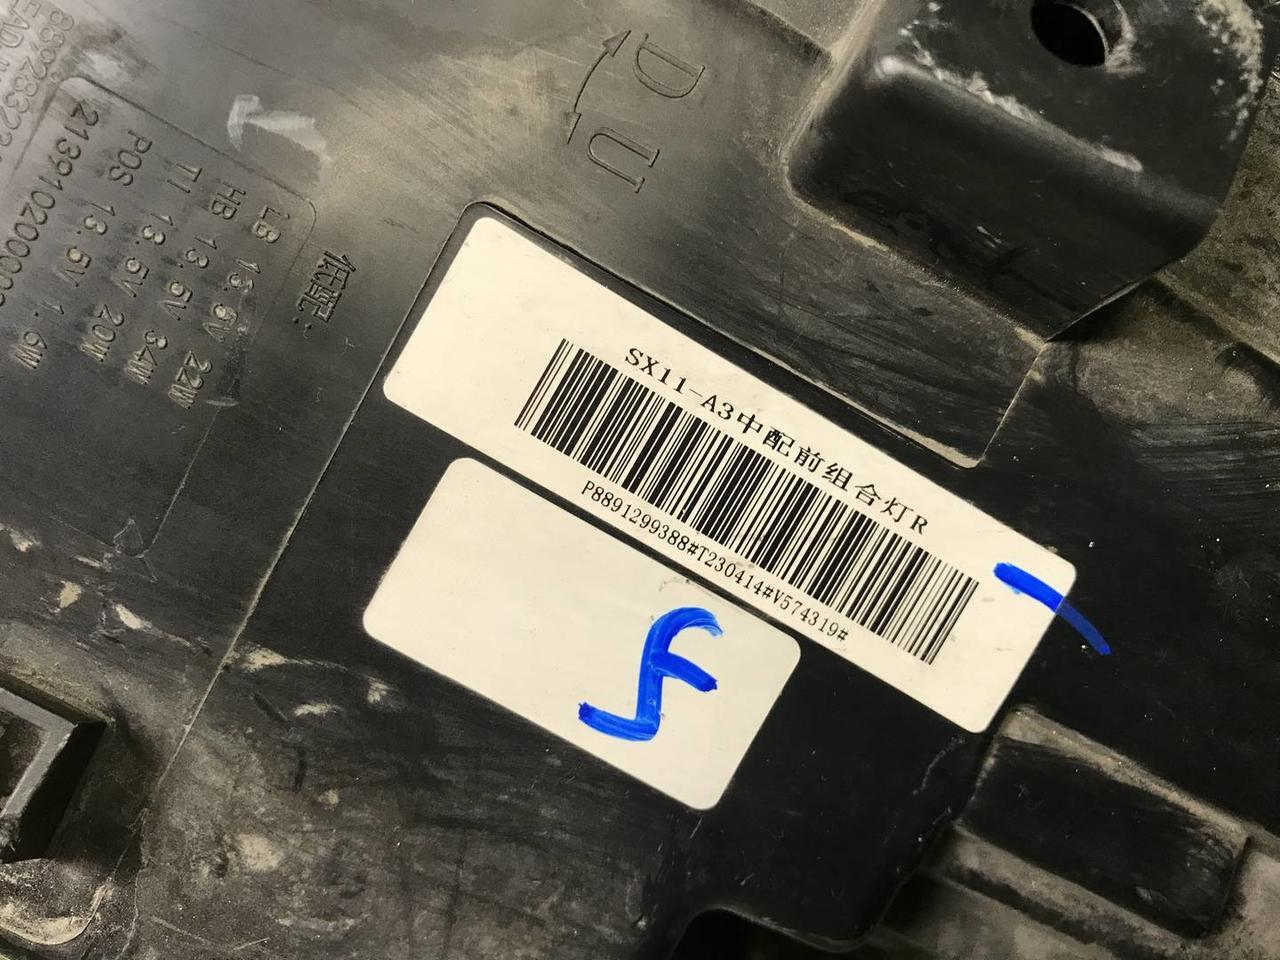 SX11-A3中配前组合灯R
P8891299388#T230414#V574319#
D
U
低配:
LB 13.5V 22W
HB 13.5V 34W
TI 13.5V 20W
POS 13.5V 1.6W